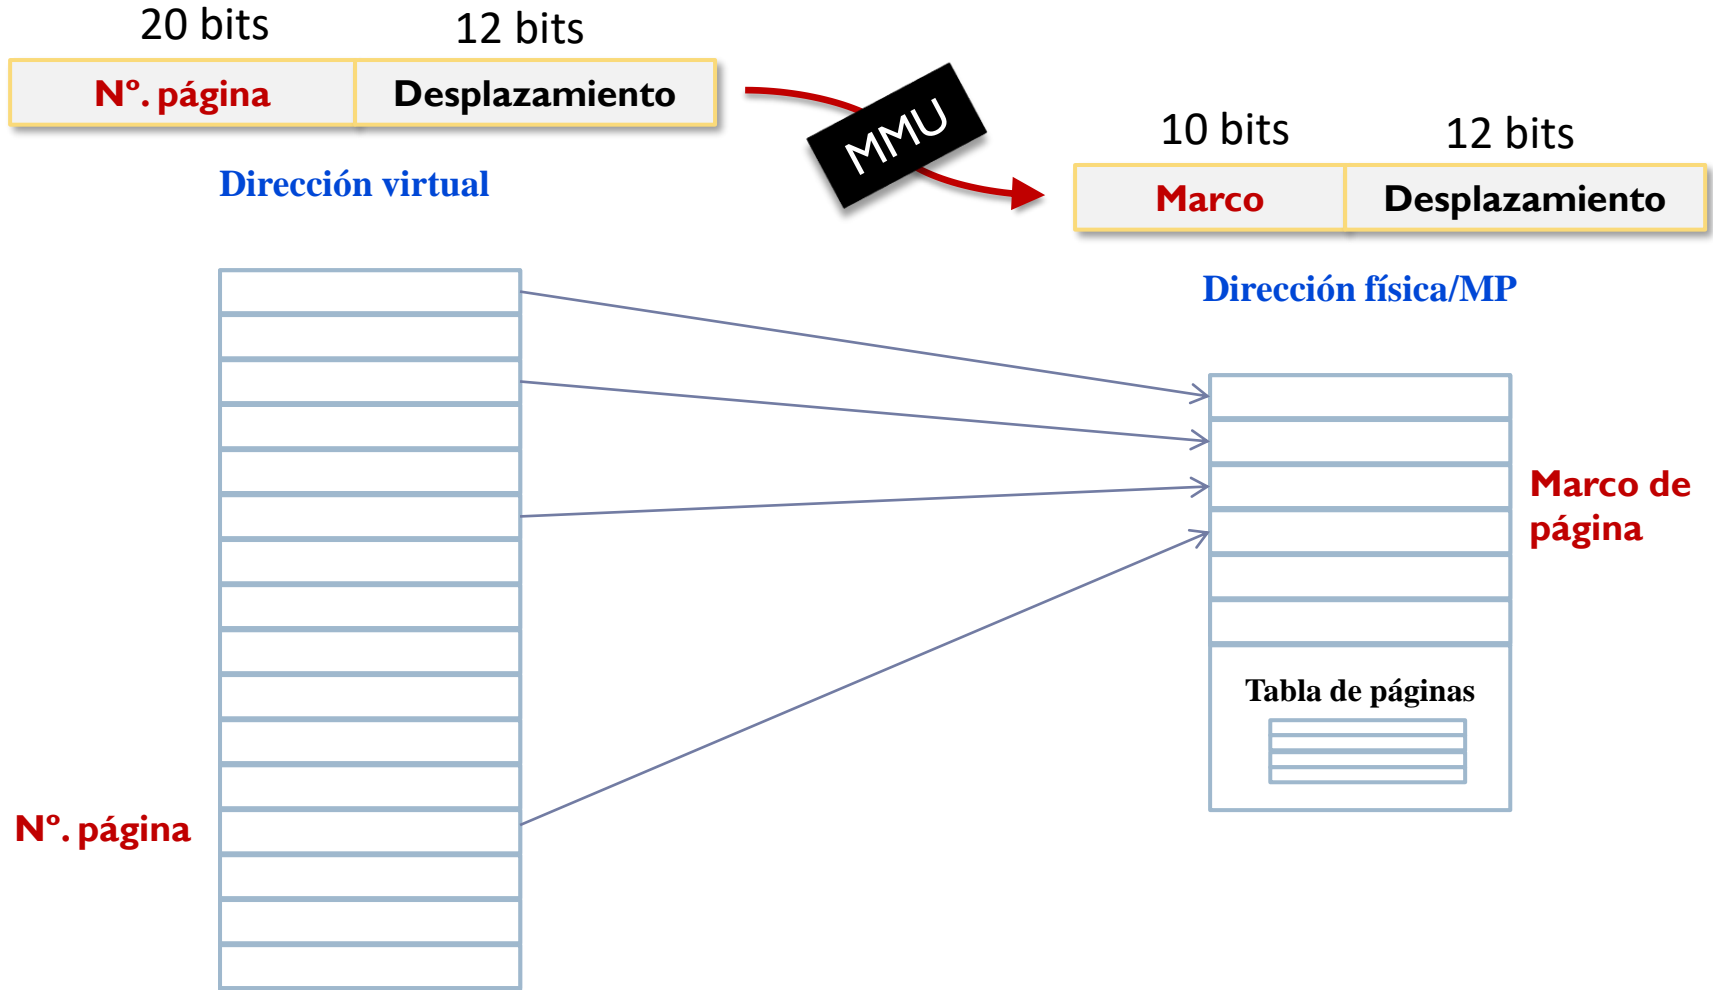 20 bits
12 bits
Nº. página
Desplazamiento
MMU
10 bits
12 bits
Marco
Desplazamiento
Dirección virtual
Dirección física/MP
Marco de
página
Tabla de páginas
Nº. página